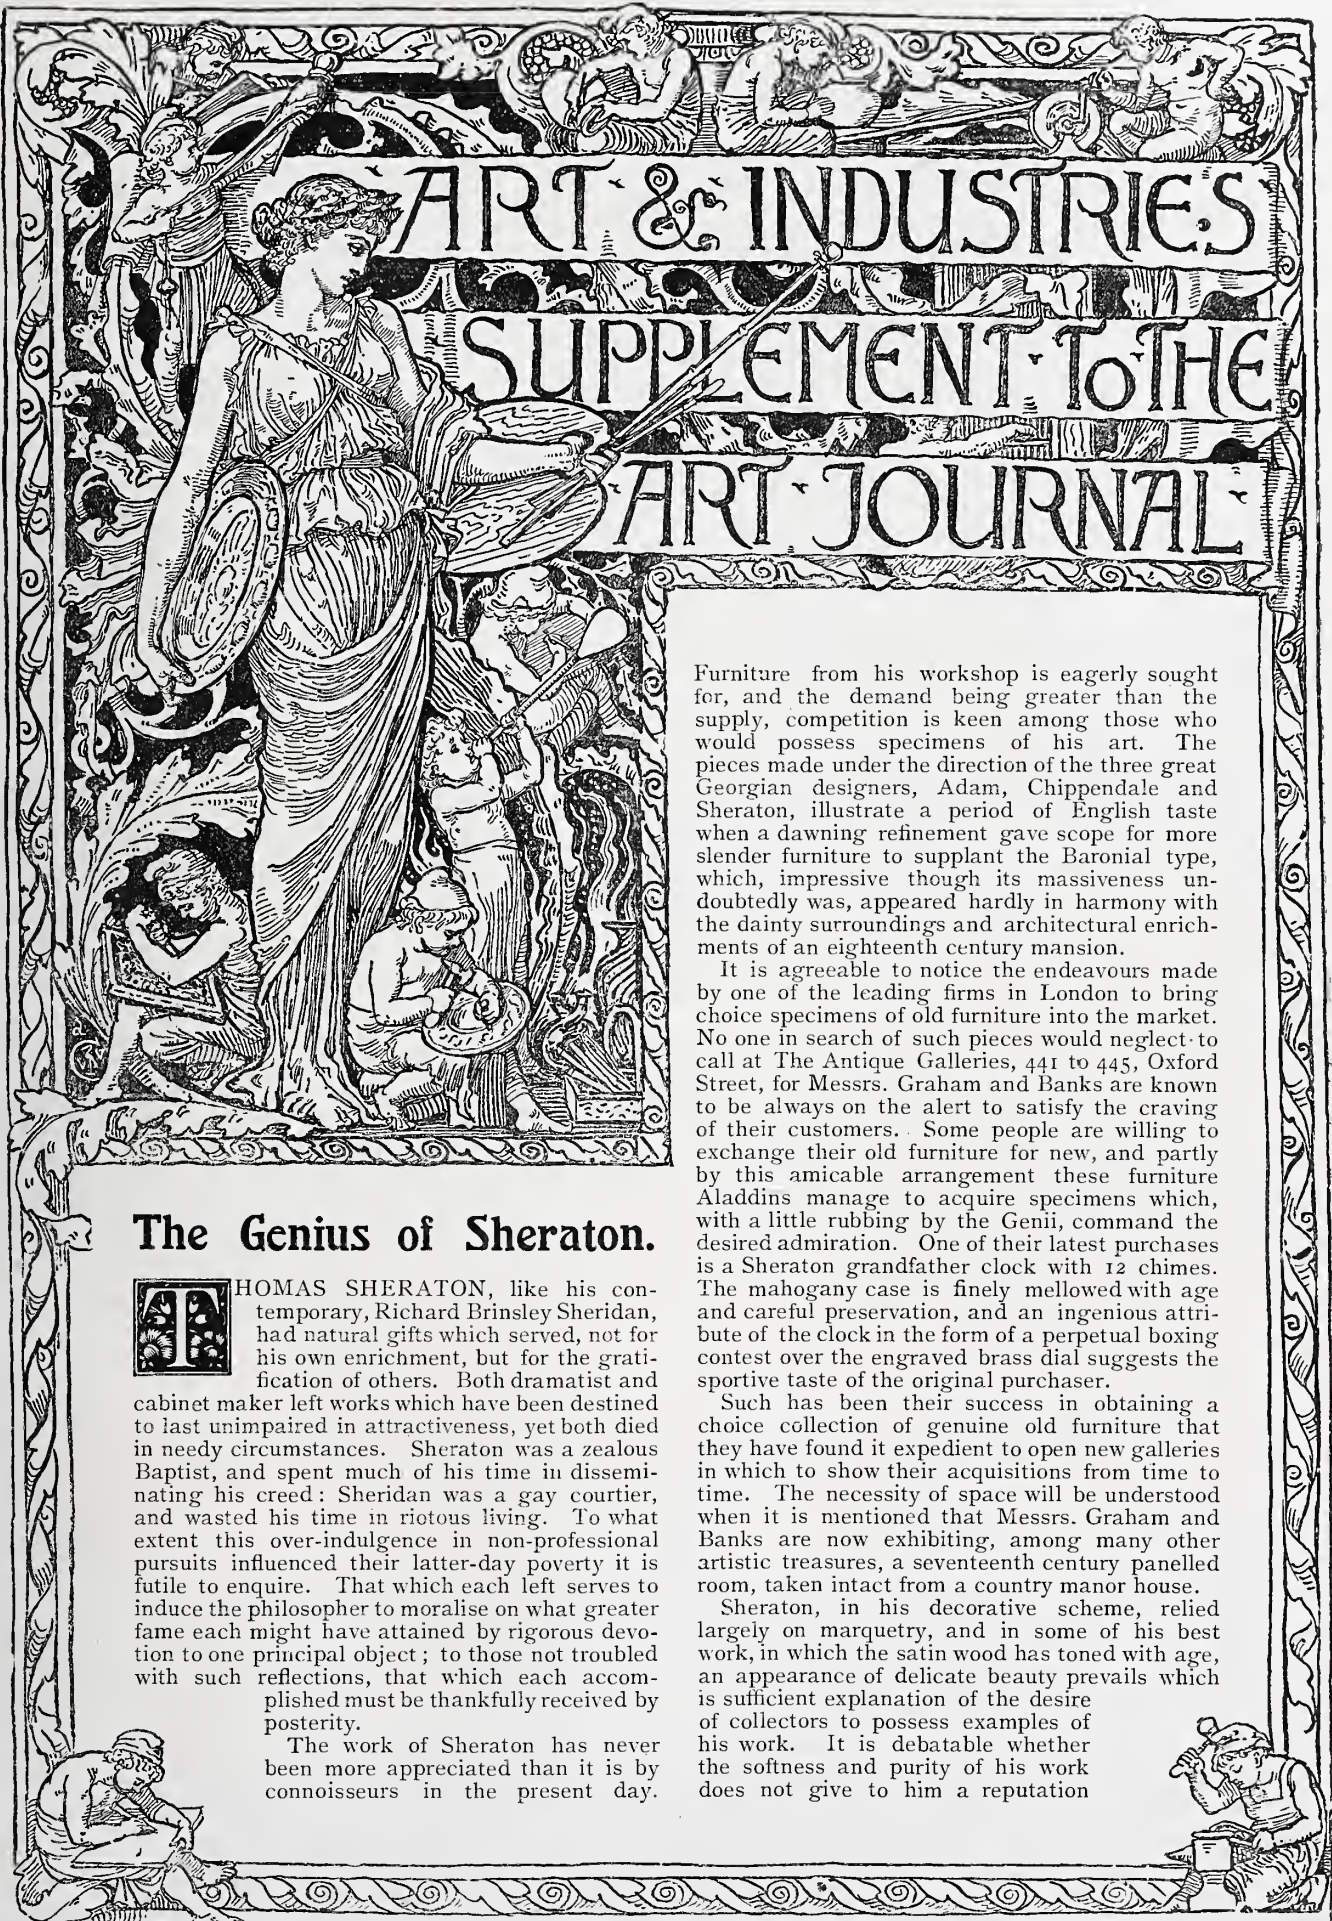 ART & INDUSTRIES
SUPPLEMENT · TO · THE
ART · JOURNAL
The Genius of Sheraton.
THOMAS SHERATON, like his con-
temporary, Richard Brinsley Sheridan,
had natural gifts which served, not for
his own enrichment, but for the grati-
fication of others. Both dramatist and
cabinet maker left works which have been destined
to last unimpaired in attractiveness, yet both died
in needy circumstances. Sheraton was a zealous
Baptist, and spent much of his time in dissemi-
nating his creed: Sheridan was a gay courtier,
and wasted his time in riotous living. To what
extent this over-indulgence in non-professional
pursuits influenced their latter-day poverty it is
futile to enquire. That which each left serves to
induce the philosopher to moralise on what greater
fame each might have attained by rigorous devo-
tion to one principal object; to those not troubled
with such reflections, that which each accom-
plished must be thankfully received by
posterity.
The work of Sheraton has never
been more appreciated than it is by
connoisseurs in the present day.
Furniture from his workshop is eagerly sought
for, and the demand being greater than the
supply, competition is keen among those who
would possess specimens of his art. The
pieces made under the direction of the three great
Georgian designers, Adam, Chippendale and
Sheraton, illustrate a period of English taste
when a dawning refinement gave scope for more
slender furniture to supplant the Baronial type,
which, impressive though its massiveness un-
doubtedly was, appeared hardly in harmony with
the dainty surroundings and architectural enrich-
ments of an eighteenth century mansion.
It is agreeable to notice the endeavours made
by one of the leading firms in London to bring
choice specimens of old furniture into the market.
No one in search of such pieces would neglect to
call at The Antique Galleries, 441 to 445, Oxford
Street, for Messrs. Graham and Banks are known
to be always on the alert to satisfy the craving
of their customers. Some people are willing to
exchange their old furniture for new, and partly
by this amicable arrangement these furniture
Aladdins manage to acquire specimens which,
with a little rubbing by the Genii, command the
desired admiration. One of their latest purchases
is a Sheraton grandfather clock with 12 chimes.
The mahogany case is finely mellowed with age
and careful preservation, and an ingenious attri-
bute of the clock in the form of a perpetual boxing
contest over the engraved brass dial suggests the
sportive taste of the original purchaser.
Such has been their success in obtaining a
choice collection of genuine old furniture that
they have found it expedient to open new galleries
in which to show their acquisitions from time to
time. The necessity of space will be understood
when it is mentioned that Messrs. Graham and
Banks are now exhibiting, among many other
artistic treasures, a seventeenth century panelled
room, taken intact from a country manor house.
Sheraton, in his decorative scheme, relied
largely on marquetry, and in some of his best
work, in which the satin wood has toned with age,
an appearance of delicate beauty prevails which
is sufficient explanation of the desire
of collectors to possess examples of
his work. It is debatable whether
the softness and purity of his work
does not give to him a reputation